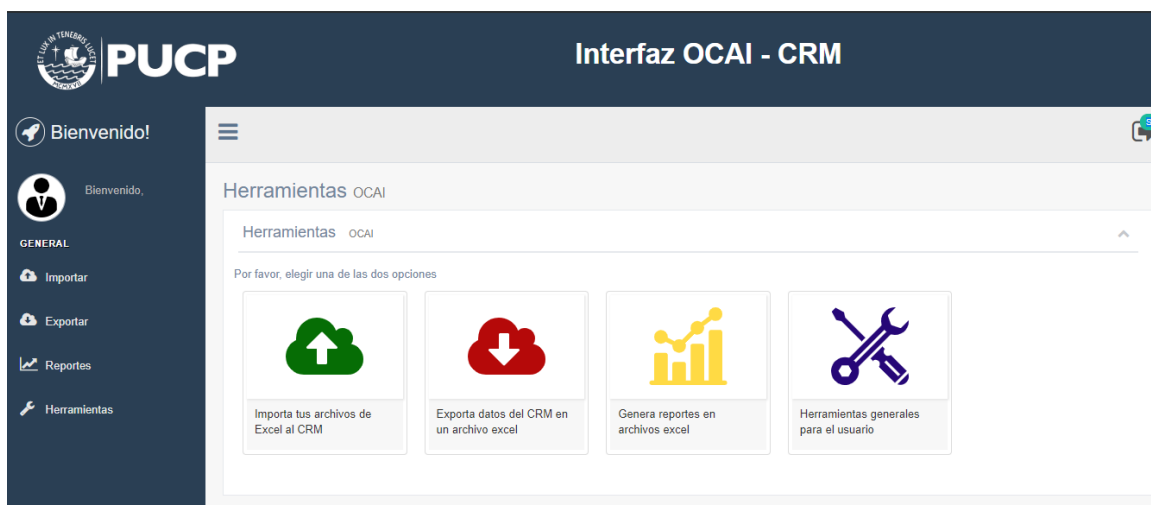 ET LUX IN TENEBRIS LUCET
MCMXVII
PUCP
Interfaz OCAI - CRM
Bienvenido!
Bienvenido,
GENERAL
Importar
Exportar
Reportes
Herramientas
Herramientas OCAI
Herramientas OCAI
Por favor, elegir una de las dos opciones
Importa tus archivos de
Excel al CRM
Exporta datos del CRM en
un archivo excel
Genera reportes en
archivos excel
Herramientas generales
para el usuario